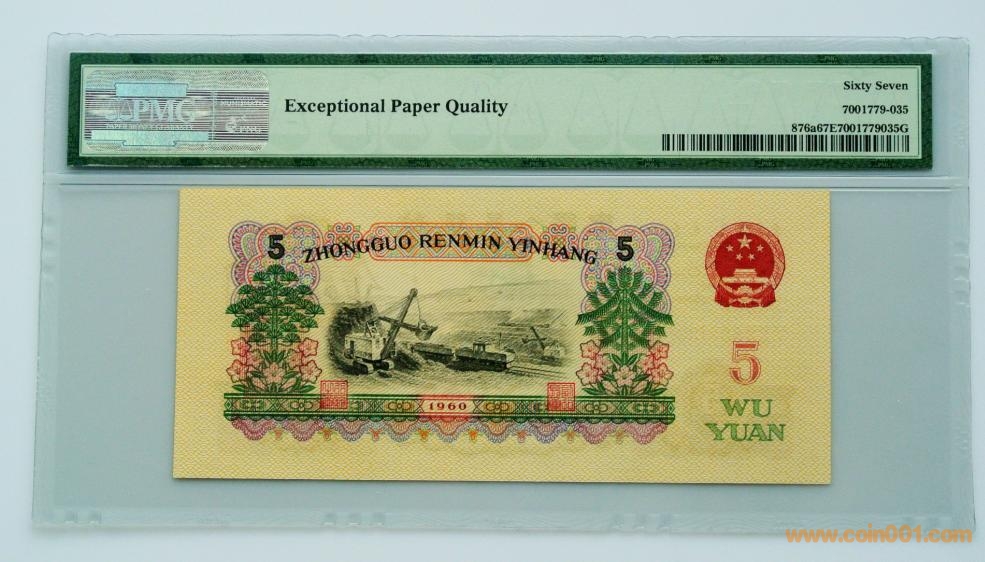 PMG
Exceptional Paper Quality
Sixty Seven
7001779-035
876a67E7001779035G
5 ZHONGGUO RENMIN YINHANG 5
1960
5
WU
YUAN
www.coin001.com